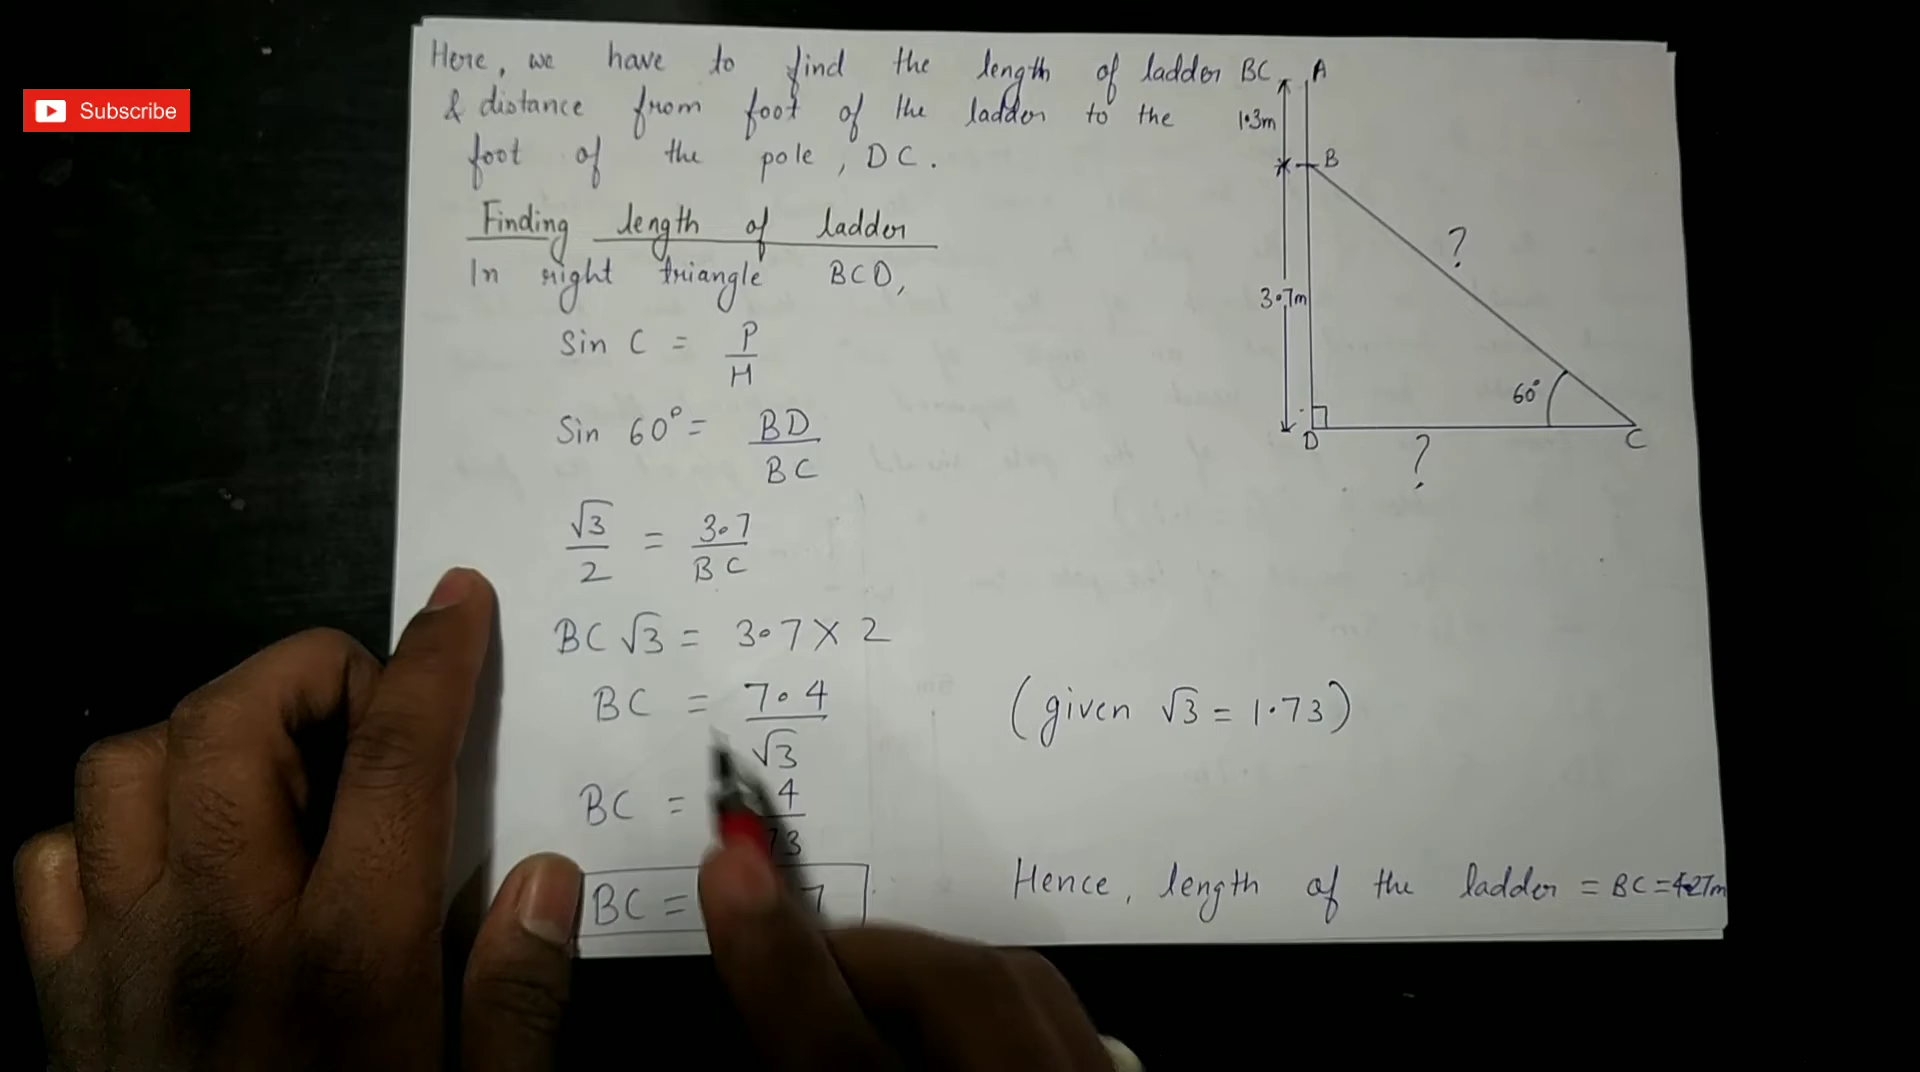 Subscribe
Here, we have to find the length of ladder BC
& distance from foot of the ladder to the
foot of the pole, DC.
Finding length of ladder
In right triangle BCD,
Sin C = P
H
Sin 60° = BD
BC
√3 = 3.7
2 BC
BC √3 = 3.7 × 2
BC = 7.4
√3
(given √3 = 1.73)
BC = 4
73
BC = 7
Hence, length of the ladder = BC = 4.27m
A
1.3m
B
?
3.7m
60°
D
C
?